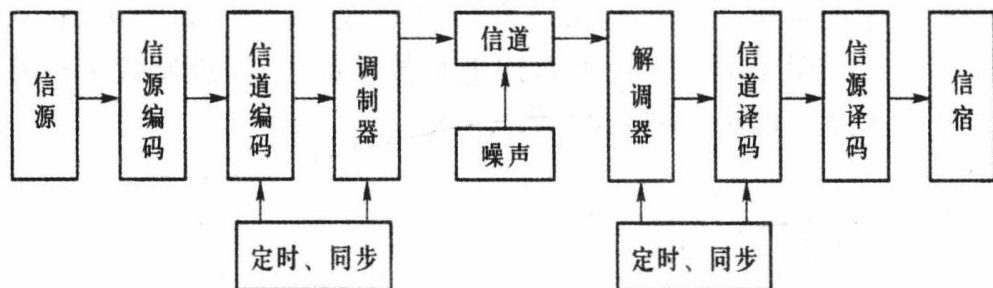 信源
信源编码
信道编码
调制器
信道
噪声
解调器
信道译码
信源译码
信宿
定时、同步
定时、同步